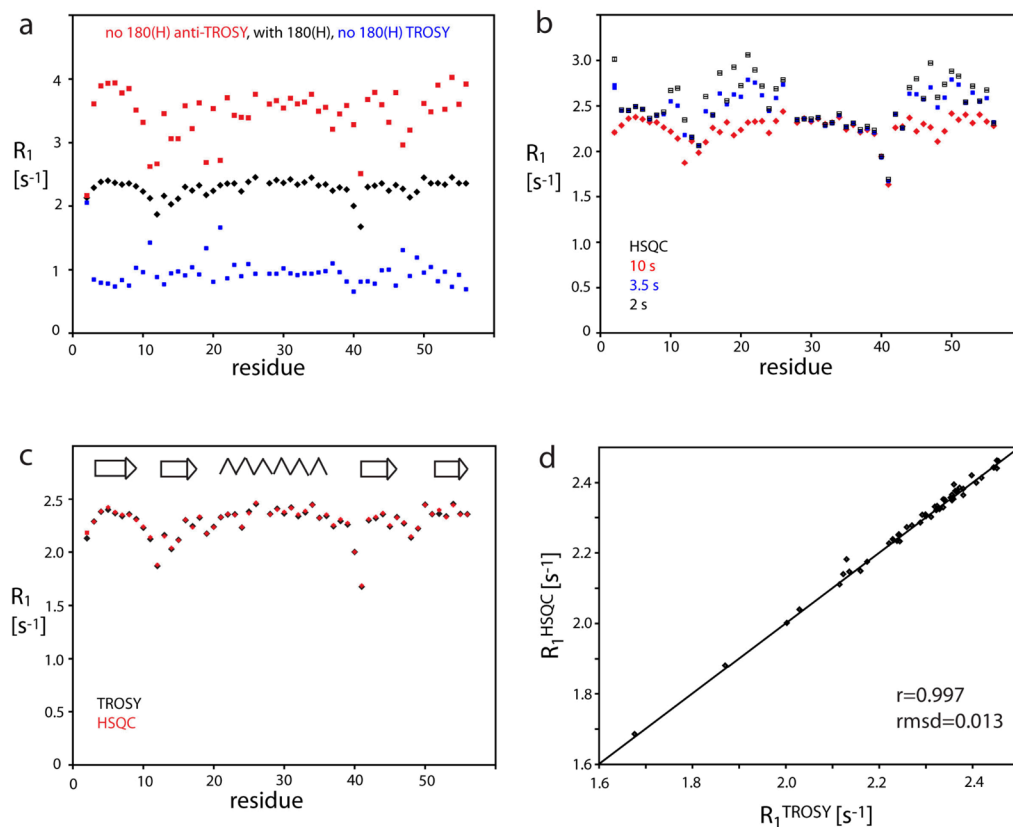 a
no 180(H) anti-TROSY, with 180(H), no 180(H) TROSY
4
3
R1
[s-1]
2
1
0
0 10 20 30 40 50
residue
b
3.0
2.5
R1
[s-1]
2.0
1.5
HSQC
1.0
10 s
3.5 s
0.5
2 s
0
0 10 20 30 40 50
residue
c
2.5
2.0
R1
[s-1]
1.5
1.0
TROSY
0.5
HSQC
0
0 10 20 30 40 50
residue
d
2.4
2.2
R1HSQC [s-1]
2.0
1.8
r=0.997
rmsd=0.013
1.6
1.6 1.8 2.0 2.2 2.4
R1TROSY [s-1]